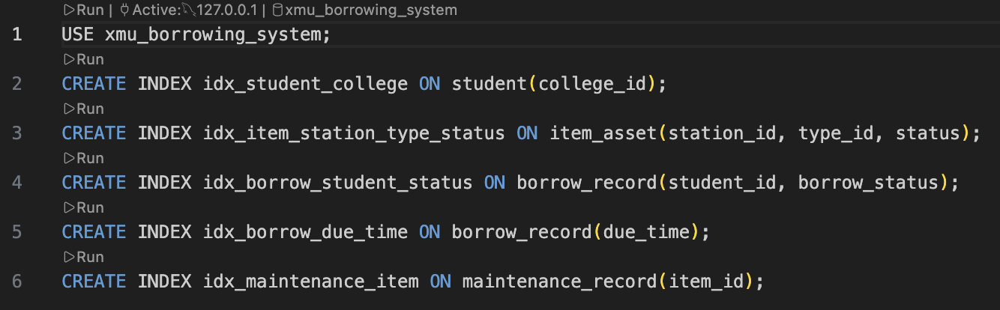 Run | Active: 127.0.0.1 | xmu_borrowing_system
1 USE xmu_borrowing_system;
Run
2 CREATE INDEX idx_student_college ON student(college_id);
Run
3 CREATE INDEX idx_item_station_type_status ON item_asset(station_id, type_id, status);
Run
4 CREATE INDEX idx_borrow_student_status ON borrow_record(student_id, borrow_status);
Run
5 CREATE INDEX idx_borrow_due_time ON borrow_record(due_time);
Run
6 CREATE INDEX idx_maintenance_item ON maintenance_record(item_id);